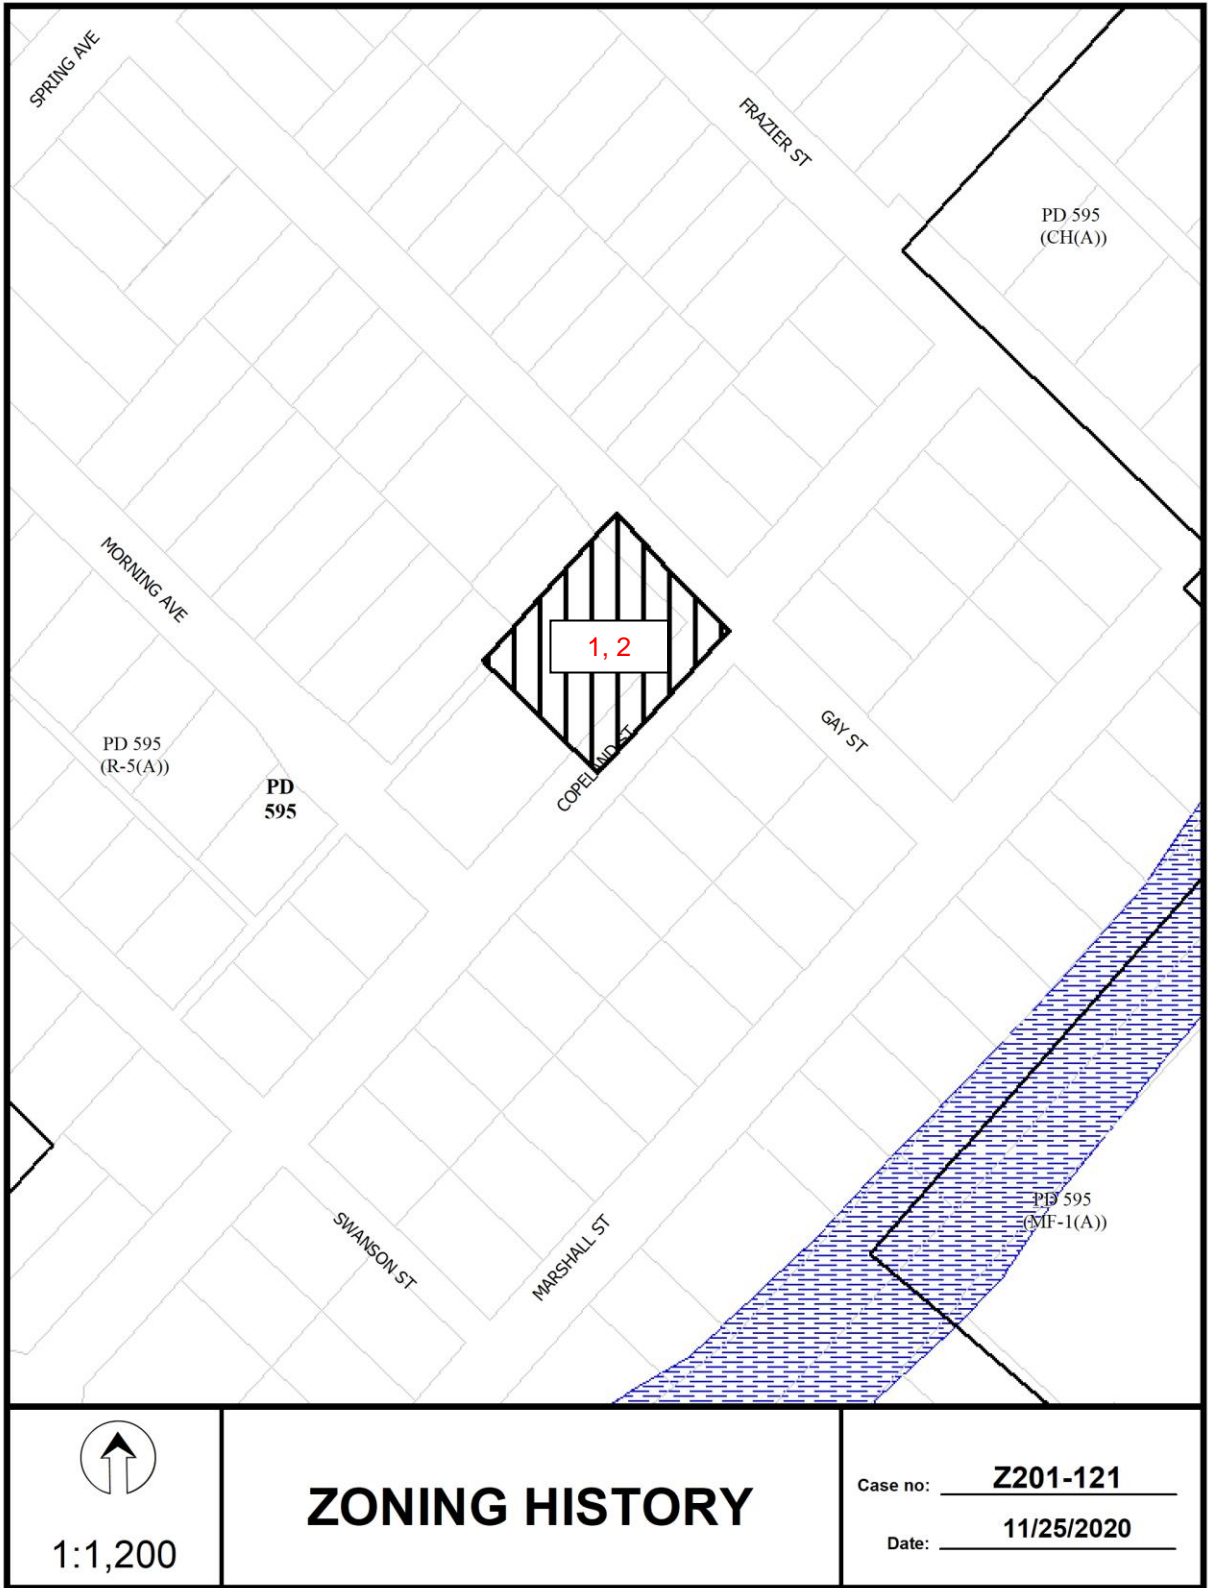 SPRING AVE
FRAZIER ST
PD 595
(CH(A))
MORNING AVE
1, 2
GAY ST
PD 595
(R-5(A))
PD
595
COPELAND ST
PD 595
(MF-1(A))
SWANSON ST
MARSHALL ST
1:1,200
ZONING HISTORY
Case no: Z201-121
Date: 11/25/2020